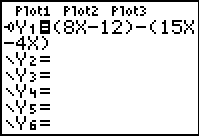 Plot1 Plot2 Plot3
\Y1=(8X-12)-(15X
-4X)
\Y2=
\Y3=
\Y4=
\Y5=
\Y6=